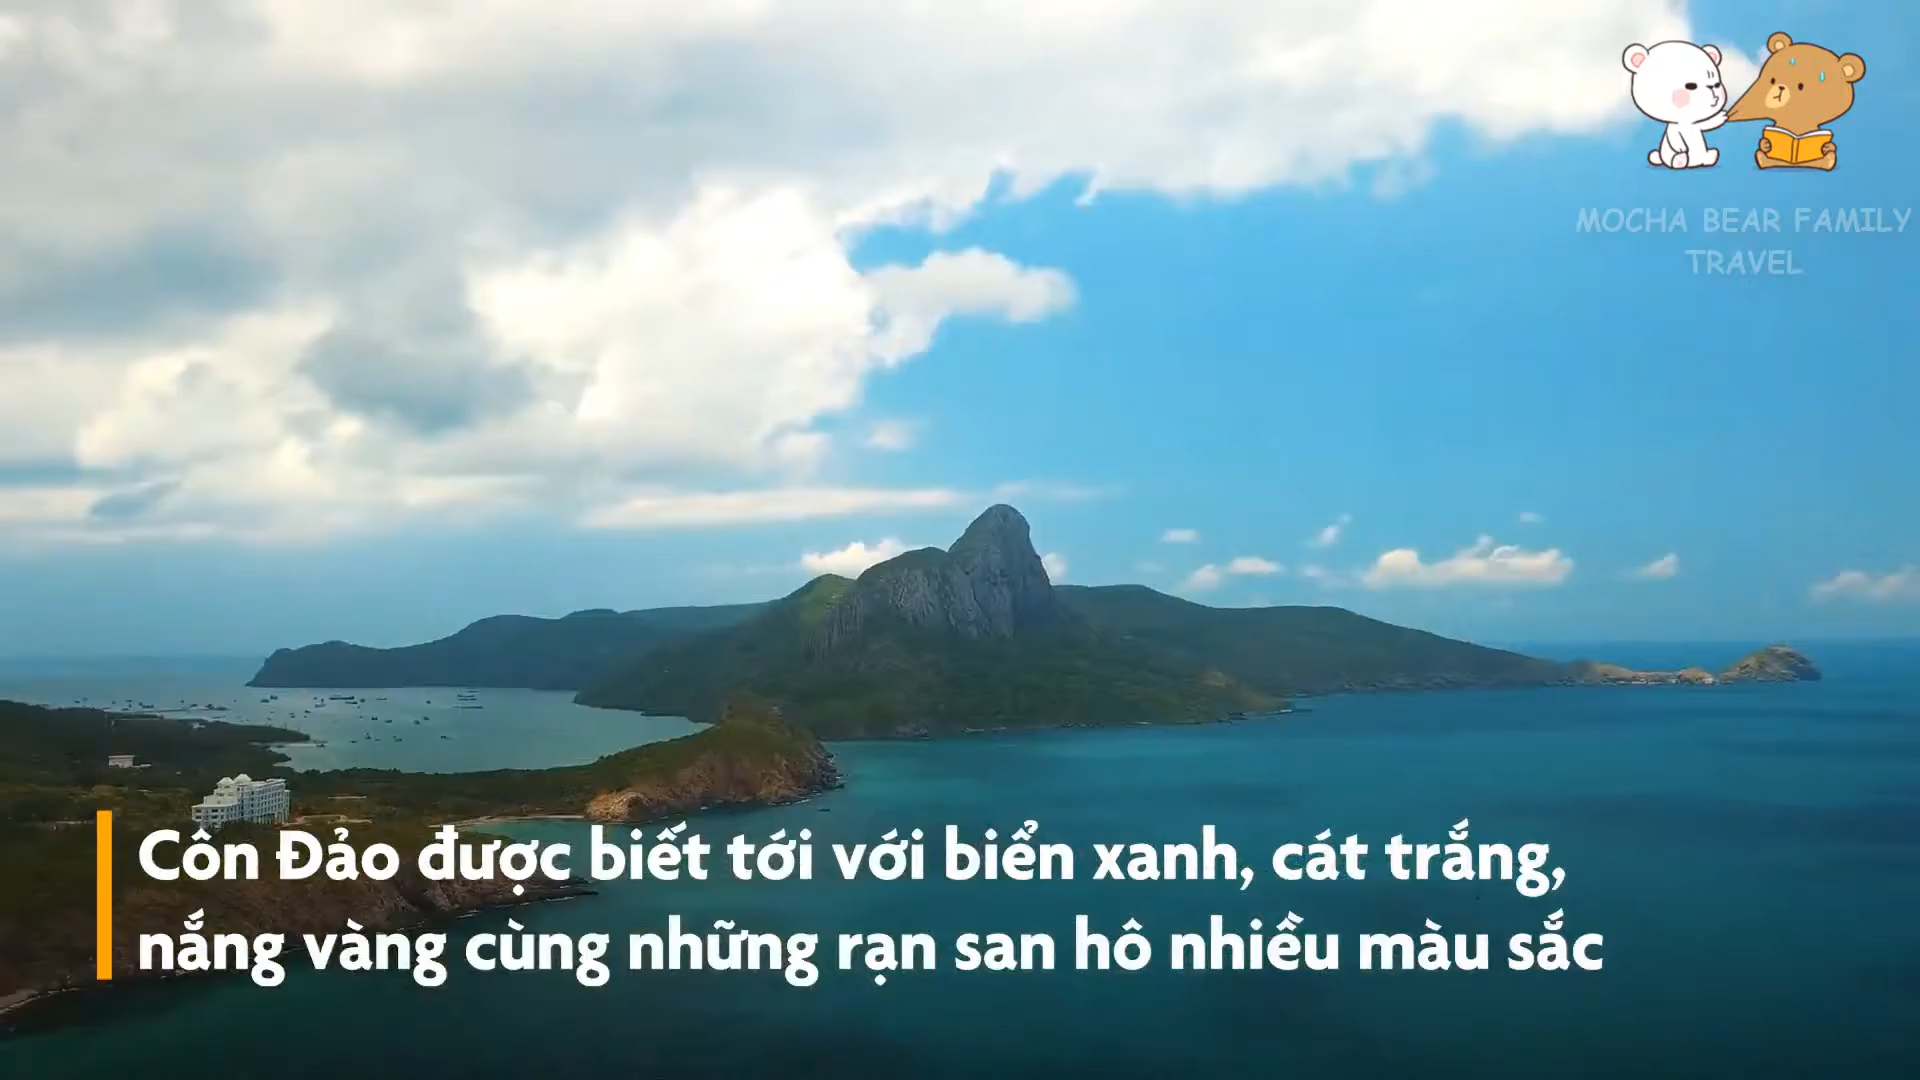 MOCHA BEAR FAMILY
TRAVEL
Côn Đảo được biết tới với biển xanh, cát trắng,
nắng vàng cùng những rạn san hô nhiều màu sắc